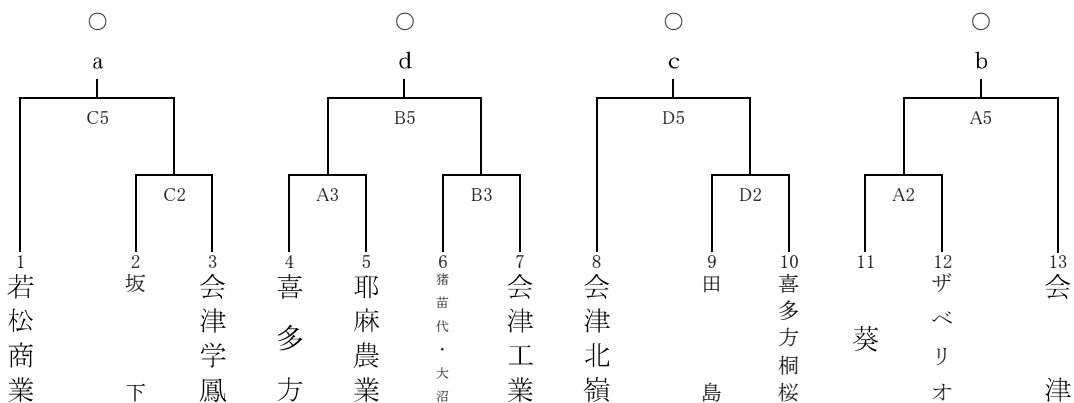 ○ ○ ○ ○
a d c b
C5 B5 D5 A5
C2 A3 B3 D2 A2
1 2 3 4 5 6 7 8 9 10 11 12 13
若松商業
坂下
会津学鳳
喜多方
耶麻農業
猪苗代・大沼
会津工業
会津北嶺
田島
喜多方桐桜
葵
ザベリオ
会津